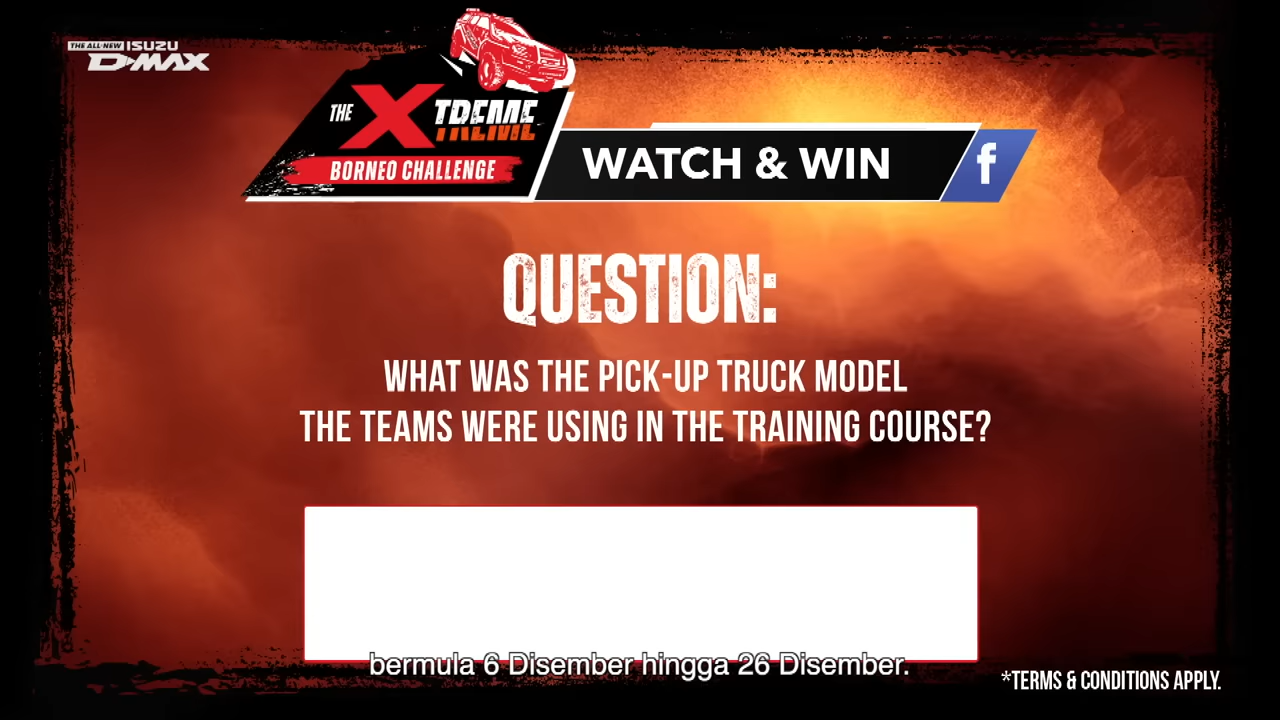 THE ALL-NEW ISUZU
D-MAX
THE XTREME
BORNEO CHALLENGE
WATCH & WIN
f
QUESTION:
WHAT WAS THE PICK-UP TRUCK MODEL
THE TEAMS WERE USING IN THE TRAINING COURSE?
bermula 6 Disember hingga 26 Disember.
*TERMS & CONDITIONS APPLY.